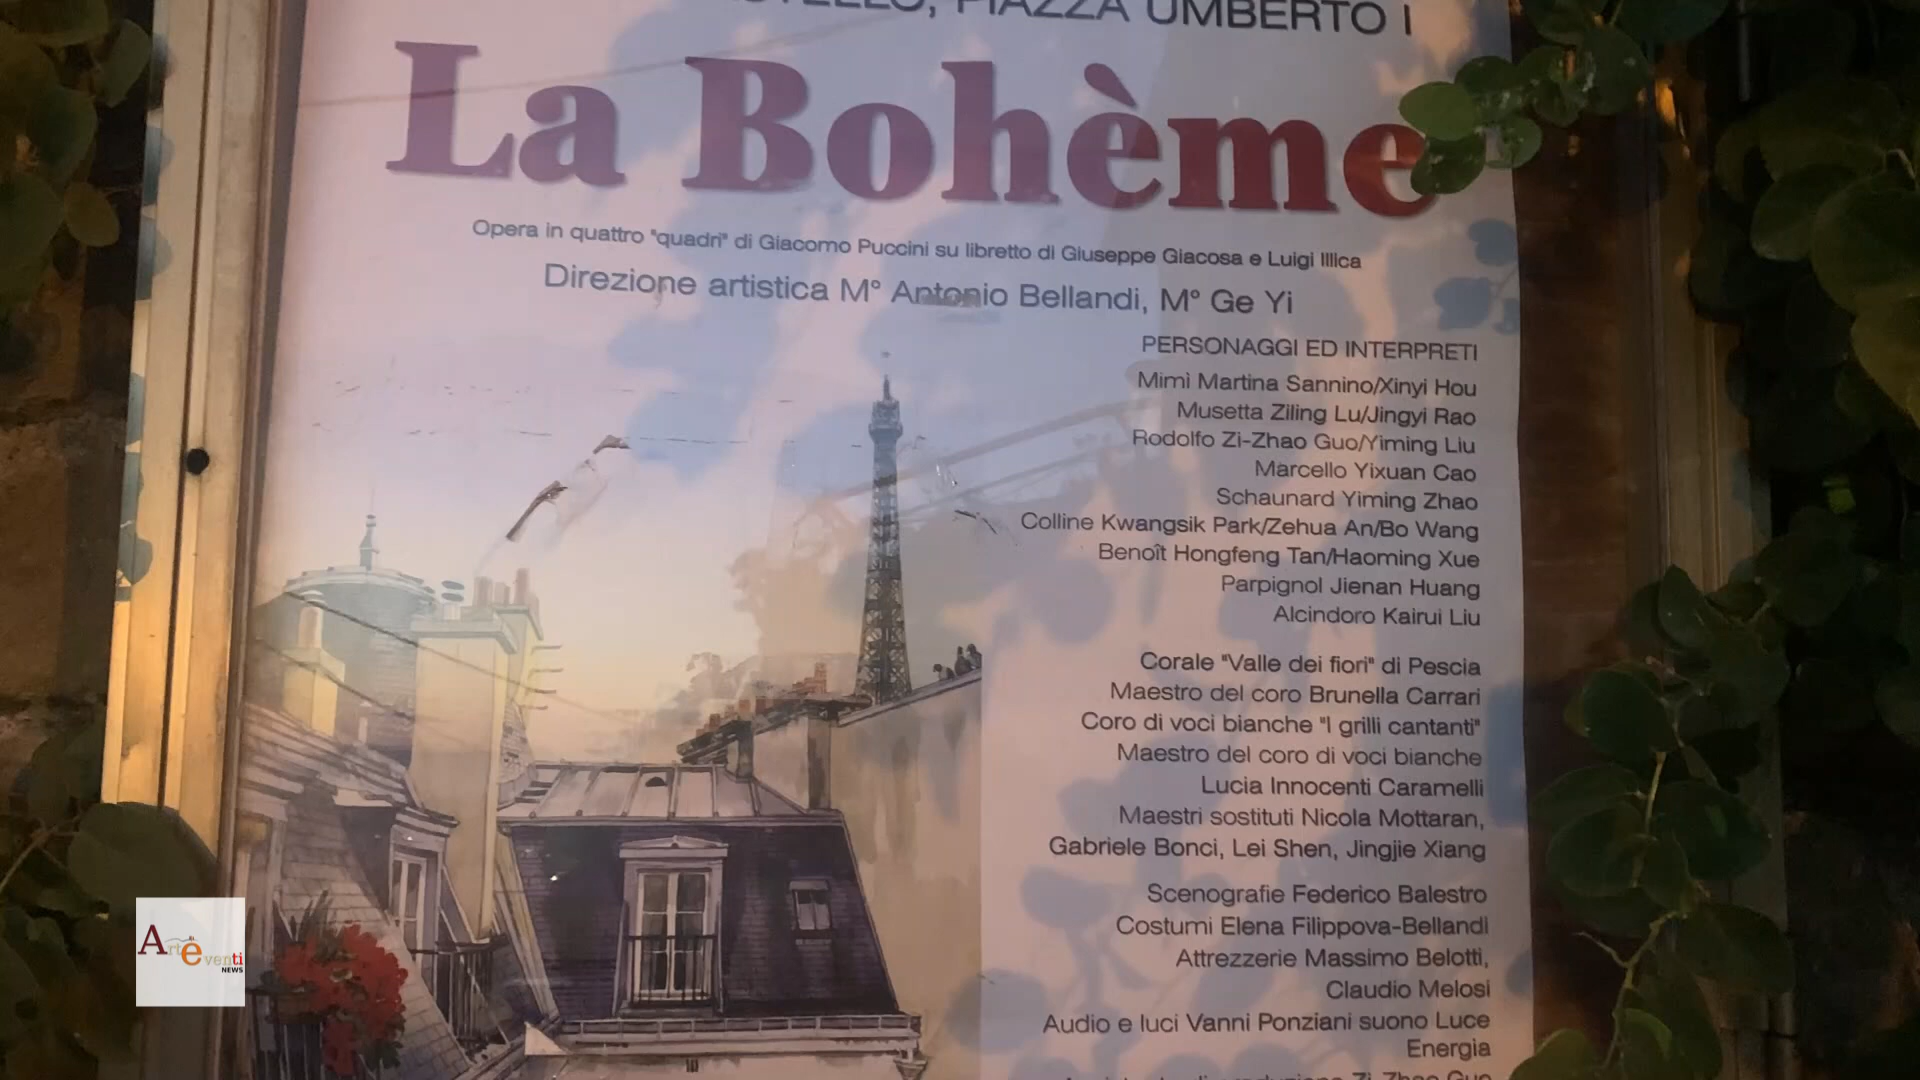 PIAZZA UMBERTO I
La Bohème
Opera in quattro "quadri" di Giacomo Puccini su libretto di Giuseppe Giacosa e Luigi Illica
Direzione artistica M° Antonio Bellandi, M° Ge Yi
PERSONAGGI ED INTERPRETI
Mimì Martina Sannino/Xinyi Hou
Musetta Ziling Lu/Jingyi Rao
Rodolfo Zi-Zhao Guo/Yiming Liu
Marcello Yixuan Cao
Schaunard Yiming Zhao
Colline Kwangsik Park/Zehua An/Bo Wang
Benoît Hongfeng Tan/Haoming Xue
Parpignol Jienan Huang
Alcindoro Kairui Liu
Corale "Valle dei fiori" di Pescia
Maestro del coro Brunella Carrari
Coro di voci bianche "I grilli cantanti"
Maestro del coro di voci bianche
Lucia Innocenti Caramelli
Maestri sostituti Nicola Mottaran,
Gabriele Bonci, Lei Shen, Jingjie Xiang
Scenografie Federico Balestro
Costumi Elena Filippova-Bellandi
Attrezzerie Massimo Belotti,
Claudio Melosi
Audio e luci Vanni Ponziani suono Luce
Energia
Zi-Zhao Guo
Arte eventi
NEWS